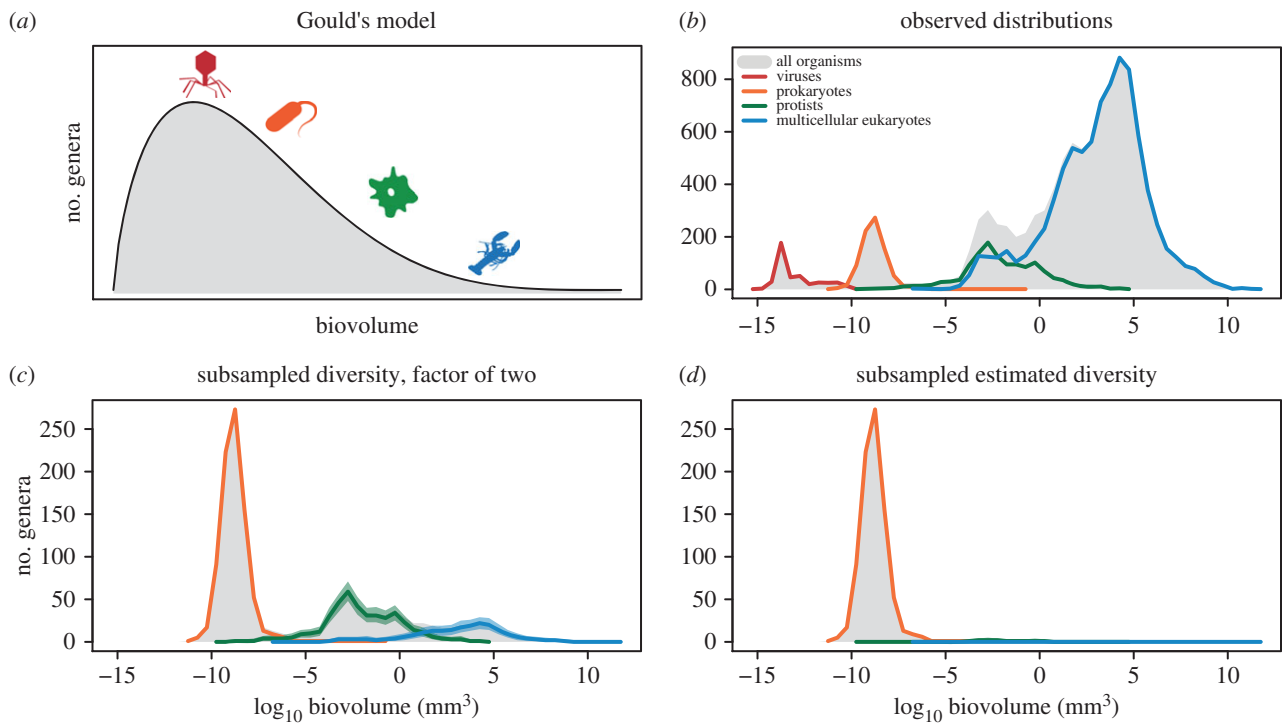 (a) Gould's model
no. genera
biovolume
(b) observed distributions
all organisms
viruses
prokaryotes
protists
multicellular eukaryotes
800
600
400
200
0
−15 −10 −5 0 5 10
(c) subsampled diversity, factor of two
no. genera
250
200
150
100
50
0
−15 −10 −5 0 5 10
log10 biovolume (mm³)
(d) subsampled estimated diversity
250
200
150
100
50
0
−15 −10 −5 0 5 10
log10 biovolume (mm³)